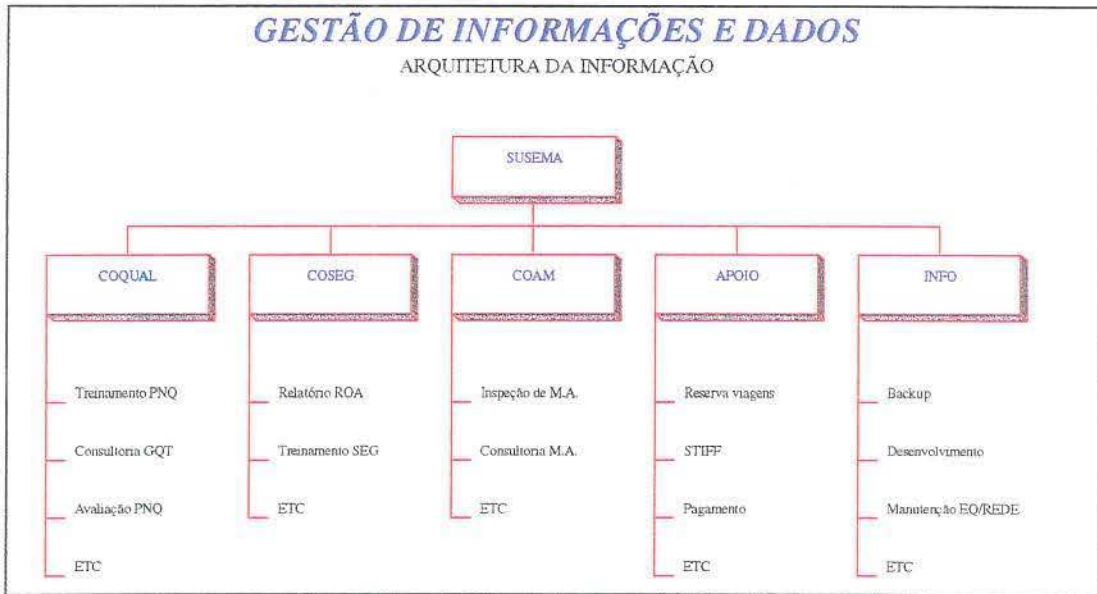 GESTÃO DE INFORMAÇÕES E DADOS
ARQUITETURA DA INFORMAÇÃO
SUSEMA
COQUAL
COSEG
COAM
APOIO
INFO
Treinamento PNQ
Consultoria GQT
Avaliação PNQ
ETC
Relatório ROA
Treinamento SEG
ETC
Inspeção de M.A.
Consultoria M.A.
ETC
Reserva viagens
STIFF
Pagamento
ETC
Backup
Desenvolvimento
Manutenção EQ/REDE
ETC